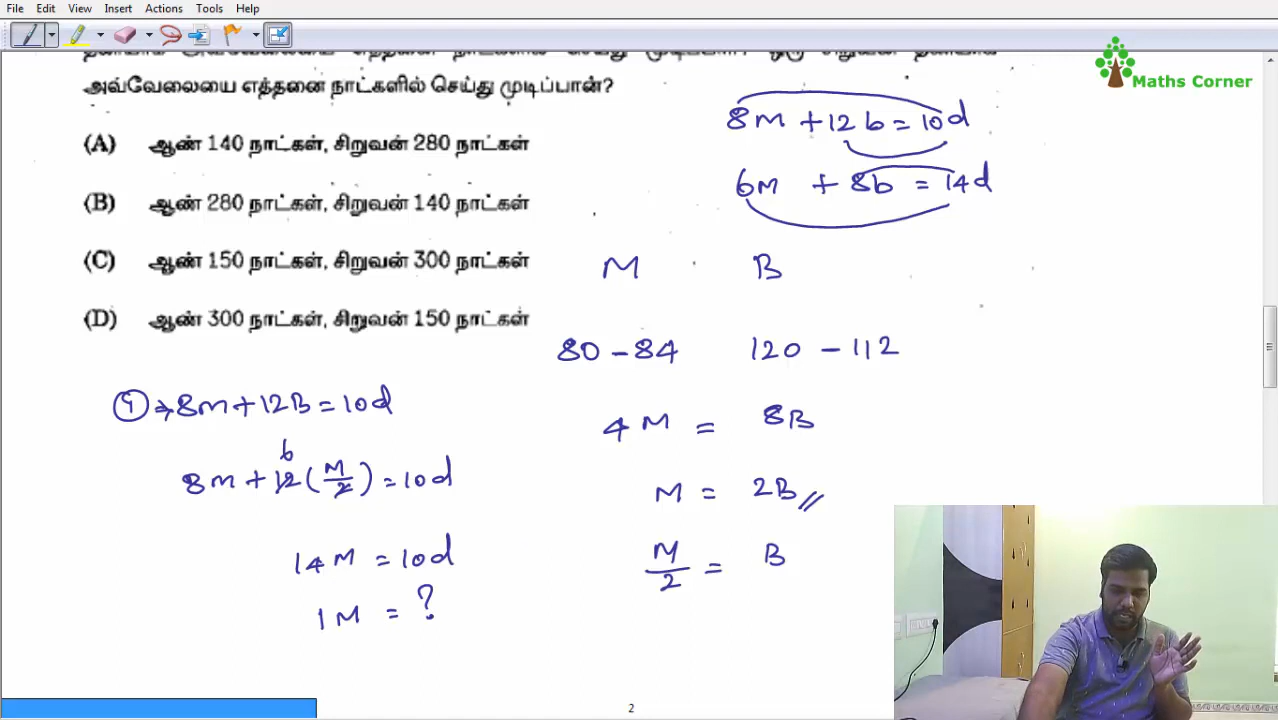 File Edit View Insert Actions Tools Help
Maths Corner
அவ்வேலையை எத்தனை நாட்களில் செய்து முடிப்பான்?
(A) ஆண் 140 நாட்கள், சிறுவன் 280 நாட்கள்
(B) ஆண் 280 நாட்கள், சிறுவன் 140 நாட்கள்
(C) ஆண் 150 நாட்கள், சிறுவன் 300 நாட்கள்
(D) ஆண் 300 நாட்கள், சிறுவன் 150 நாட்கள்
8m + 12b = 10d
6m + 8b = 14d
M B
80 - 84 120 - 112
4M = 8B
M = 2B //
M/2 = B
① ⇒ 8m + 12B = 10d
6
8m + 12 (M/2) = 10d
14M = 10d
1M = ?
2